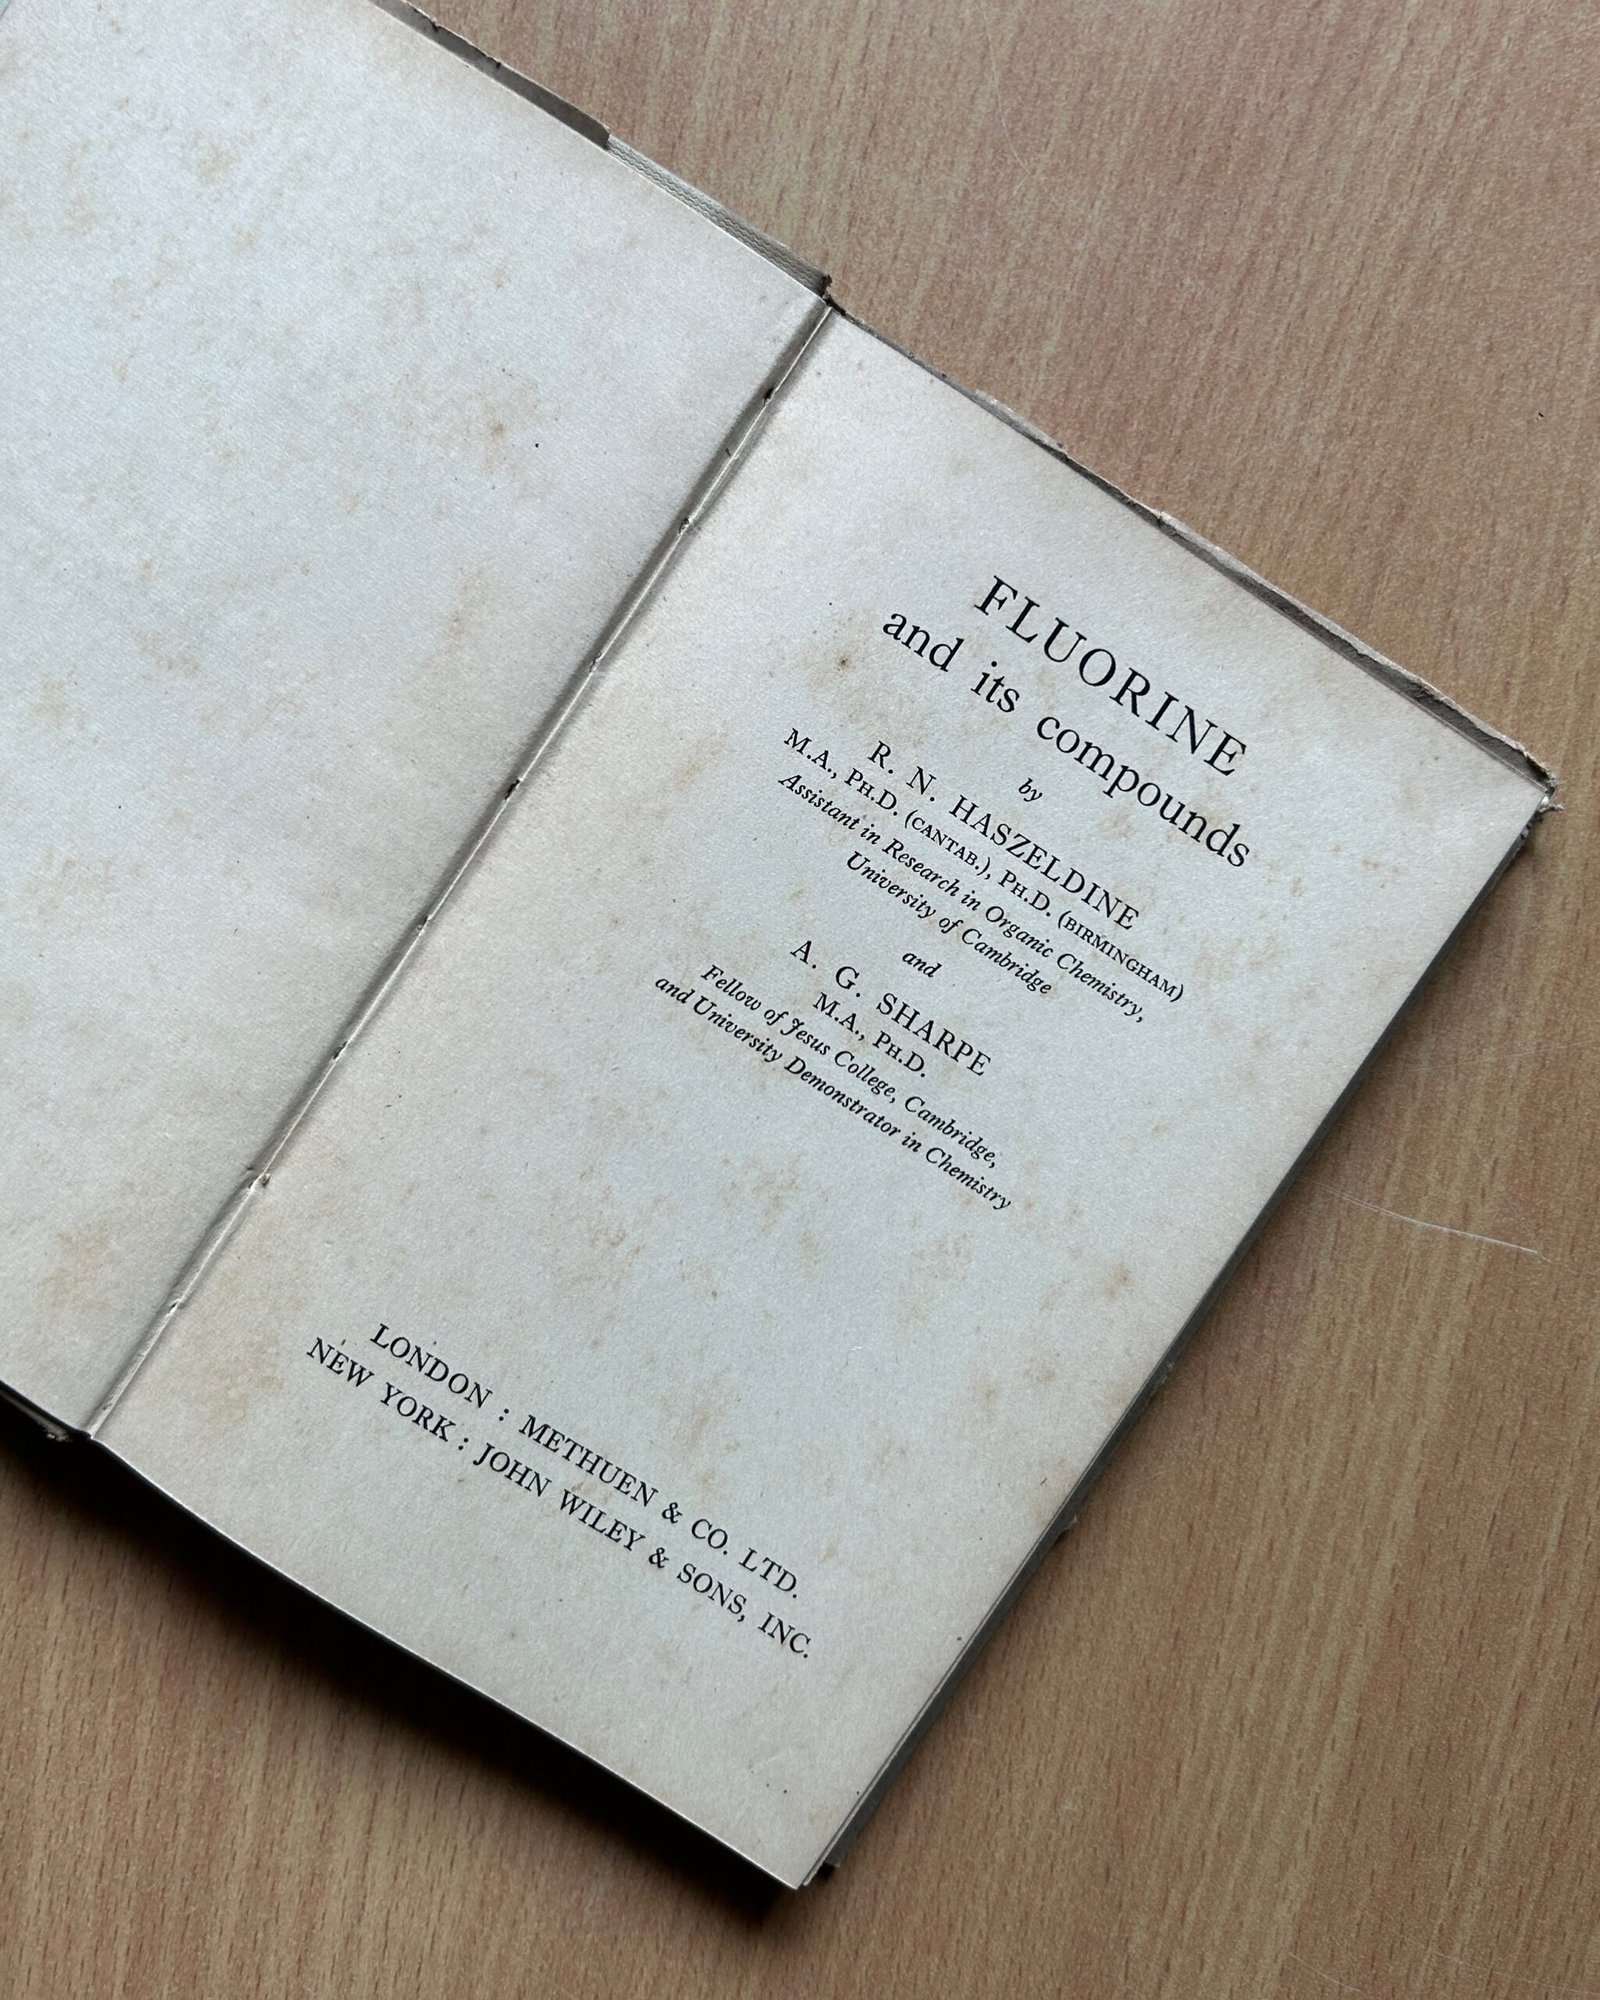 FLUORINE
and its compounds
by
R. N. HASZELDINE
M.A., PH.D. (CANTAB.), PH.D. (BIRMINGHAM)
Assistant in Research in Organic Chemistry,
University of Cambridge
and
A. G. SHARPE
M.A., PH.D.
Fellow of Jesus College, Cambridge,
and University Demonstrator in Chemistry
LONDON : METHUEN & CO. LTD.
NEW YORK : JOHN WILEY & SONS, INC.